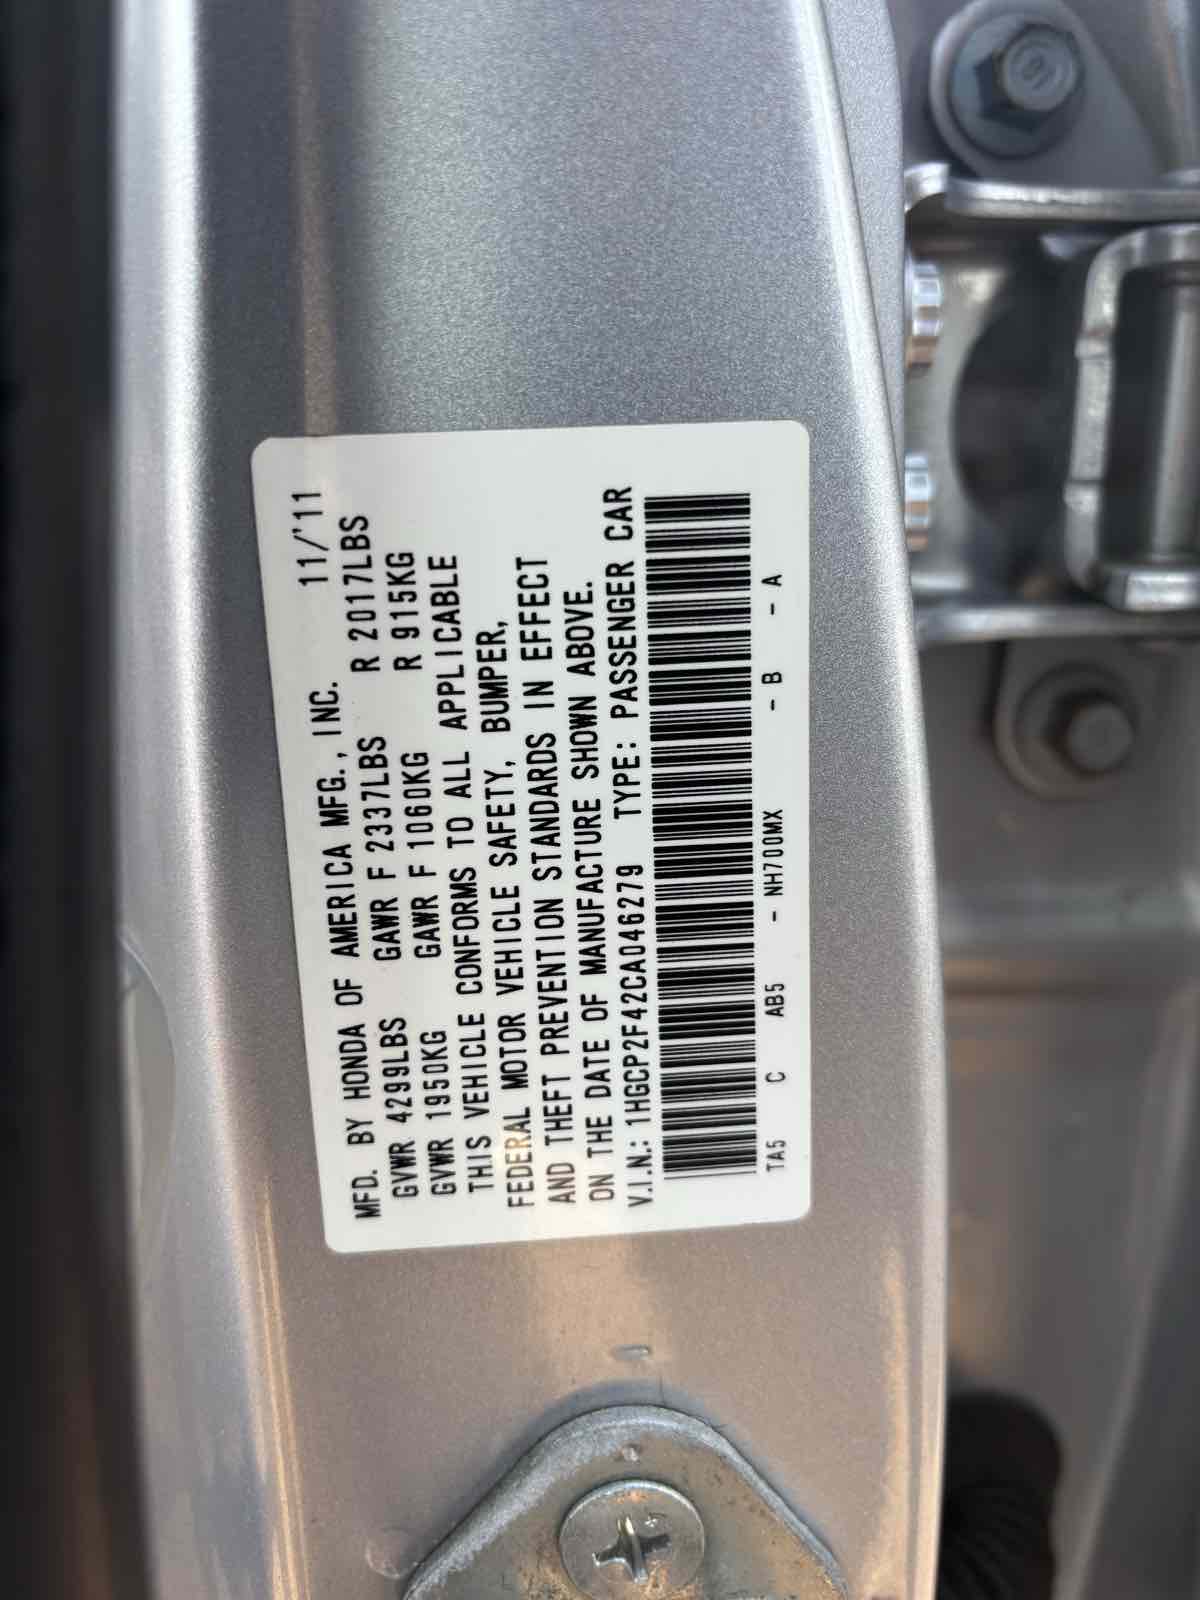 MFD. BY HONDA OF AMERICA MFG., INC. 11/'11
GVWR 4299LBS GAWR F 2337LBS R 2017LBS
GVWR 1950KG GAWR F 1060KG R 915KG
THIS VEHICLE CONFORMS TO ALL APPLICABLE
FEDERAL MOTOR VEHICLE SAFETY, BUMPER,
AND THEFT PREVENTION STANDARDS IN EFFECT
ON THE DATE OF MANUFACTURE SHOWN ABOVE.
V.I.N.: 1HGCP2F42CA046279 TYPE: PASSENGER CAR
TA5 C AB5 - NH700MX - B - A